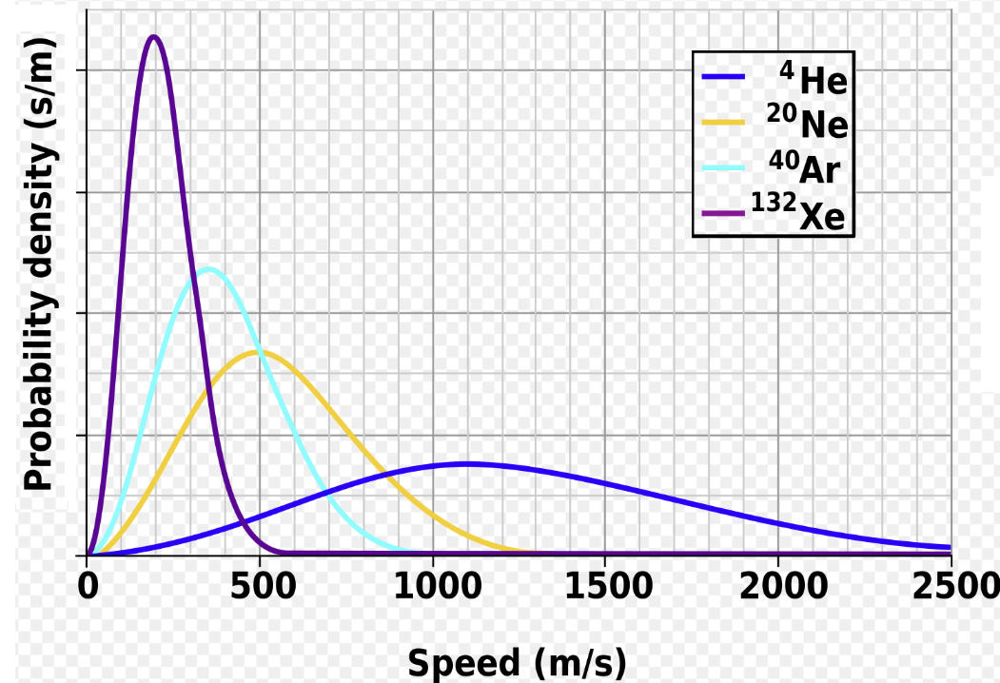 Probability density (s/m)
⁴He
²⁰Ne
⁴⁰Ar
¹³²Xe
0 500 1000 1500 2000 2500
Speed (m/s)